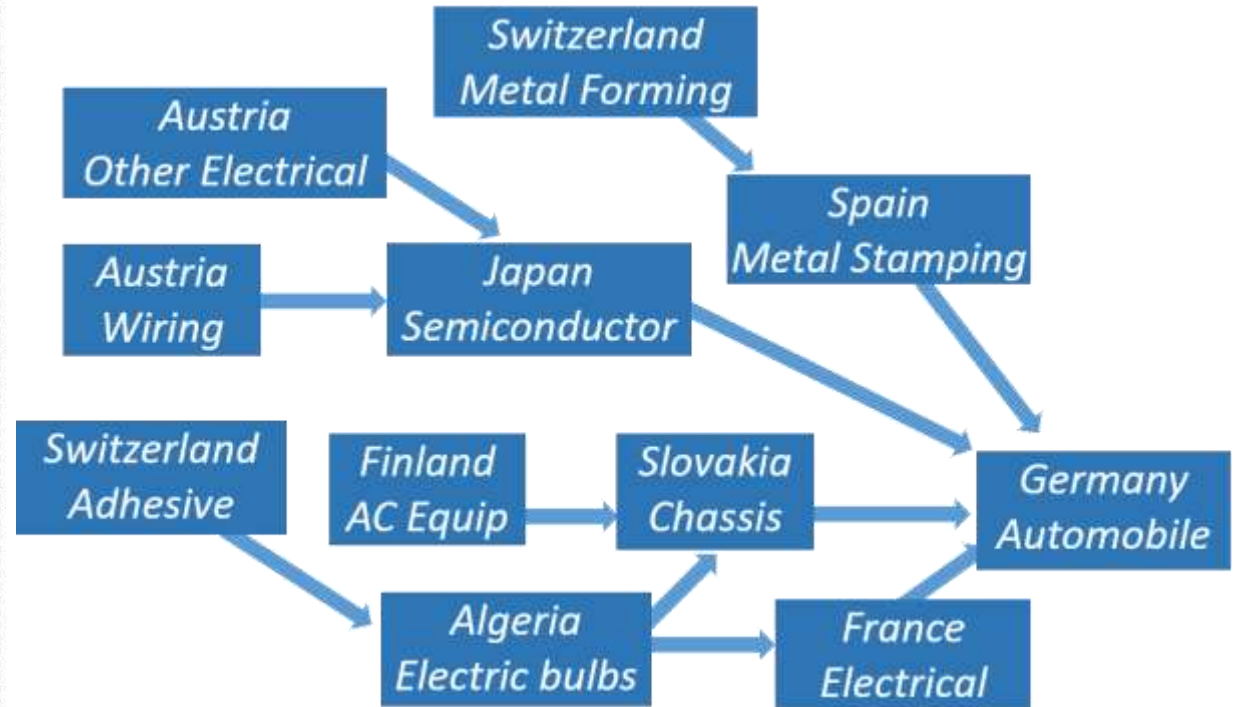 Switzerland
Metal Forming
Austria
Other Electrical
Spain
Metal Stamping
Austria
Wiring
Japan
Semiconductor
Switzerland
Adhesive
Finland
AC Equip
Slovakia
Chassis
Germany
Automobile
Algeria
Electric bulbs
France
Electrical